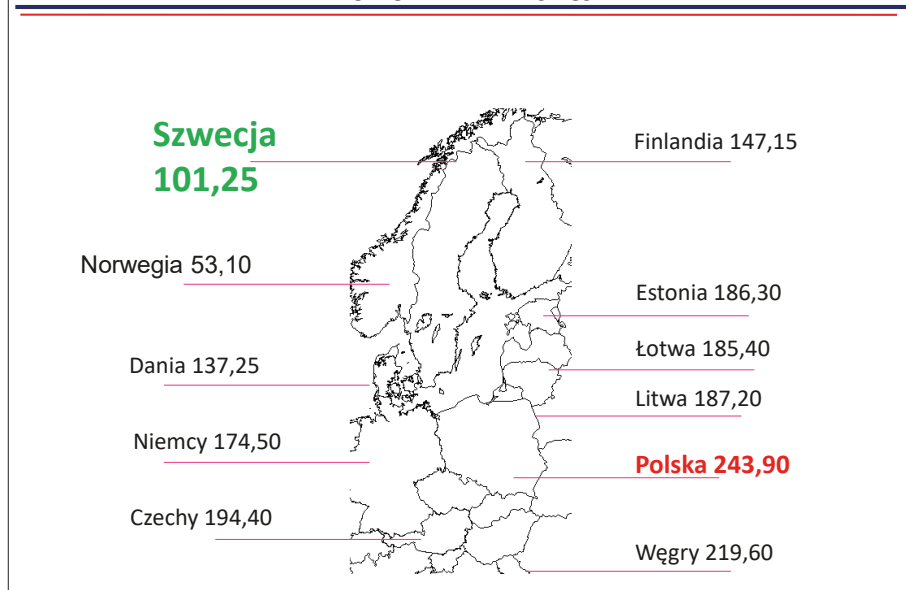 Szwecja
101,25
Finlandia 147,15
Norwegia 53,10
Estonia 186,30
Łotwa 185,40
Dania 137,25
Litwa 187,20
Niemcy 174,50
Polska 243,90
Czechy 194,40
Węgry 219,60